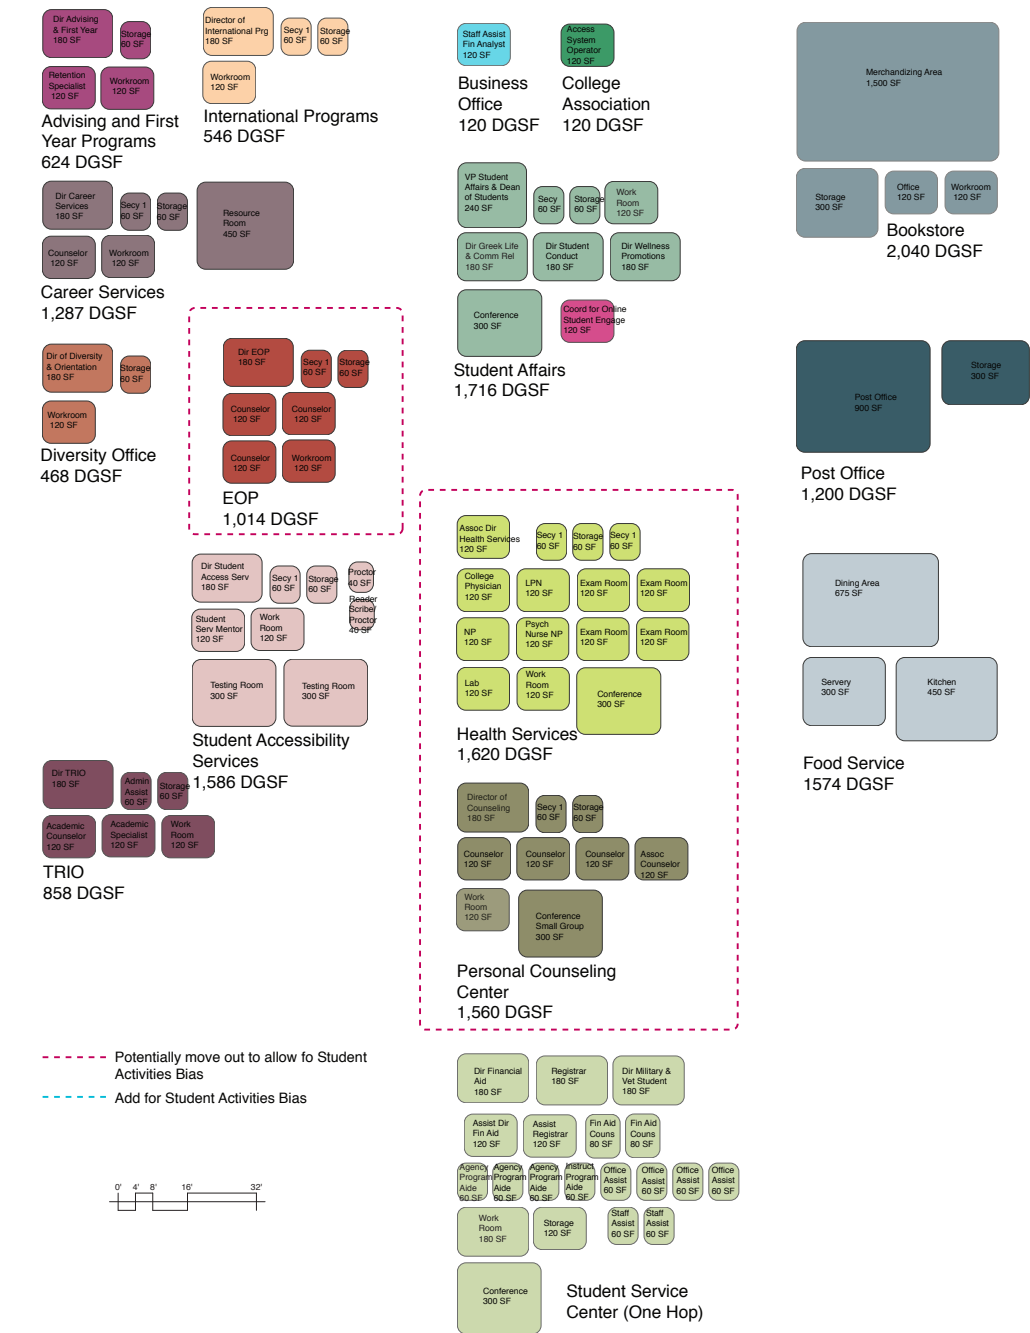 Dir Advising
& First Year
180 SF
Storage
60 SF
Retention
Specialist
120 SF
Workroom
120 SF
Advising and First
Year Programs
624 DGSF
Director of
International Prg
180 SF
Secy 1
60 SF
Storage
60 SF
Workroom
120 SF
International Programs
546 DGSF
Staff Assist
Fin Analyst
120 SF
Business
Office
120 DGSF
Access
System
Operator
120 SF
College
Association
120 DGSF
Merchandizing Area
1,500 SF
Storage
300 SF
Office
120 SF
Workroom
120 SF
Bookstore
2,040 DGSF
Dir Career
Services
180 SF
Secy 1
60 SF
Storage
60 SF
Resource
Room
450 SF
Counselor
120 SF
Workroom
120 SF
Career Services
1,287 DGSF
VP Student
Affairs & Dean
of Students
240 SF
Secy
60 SF
Storage
60 SF
Work
Room
120 SF
Dir Greek Life
& Comm Rel
180 SF
Dir Student
Conduct
180 SF
Dir Wellness
Promotions
180 SF
Conference
300 SF
Coord for Online
Student Engage
120 SF
Student Affairs
1,716 DGSF
Dir of Diversity
& Orientation
180 SF
Storage
60 SF
Workroom
120 SF
Diversity Office
468 DGSF
Dir EOP
180 SF
Secy 1
60 SF
Storage
60 SF
Counselor
120 SF
Counselor
120 SF
Counselor
120 SF
Workroom
120 SF
EOP
1,014 DGSF
Post Office
900 SF
Storage
300 SF
Post Office
1,200 DGSF
Dir Student
Access Serv
180 SF
Secy 1
60 SF
Storage
60 SF
Proctor
40 SF
Reader
Scribe/
Proctor
40 SF
Student
Serv Mentor
120 SF
Work
Room
120 SF
Testing Room
300 SF
Testing Room
300 SF
Student Accessibility
Services
1,586 DGSF
Assoc Dir
Health Services
120 SF
Secy 1
60 SF
Storage
60 SF
Secy 1
60 SF
College
Physician
120 SF
LPN
120 SF
Exam Room
120 SF
Exam Room
120 SF
NP
120 SF
Psych
Nurse NP
120 SF
Exam Room
120 SF
Exam Room
120 SF
Lab
120 SF
Work
Room
120 SF
Conference
300 SF
Health Services
1,620 DGSF
Dining Area
675 SF
Servery
300 SF
Kitchen
450 SF
Food Service
1574 DGSF
Dir TRIO
180 SF
Admin
Assist
60 SF
Storage
60 SF
Academic
Counselor
120 SF
Academic
Specialist
120 SF
Work
Room
120 SF
TRIO
858 DGSF
Director of
Counseling
180 SF
Secy 1
60 SF
Storage
60 SF
Counselor
120 SF
Counselor
120 SF
Counselor
120 SF
Assoc
Counselor
120 SF
Work
Room
120 SF
Conference
Small Group
300 SF
Personal Counseling
Center
1,560 DGSF
Potentially move out to allow fo Student
Activities Bias
Add for Student Activities Bias
0' 4' 8' 16' 32'
Dir Financial
Aid
180 SF
Registrar
180 SF
Dir Military &
Vet Student
180 SF
Assist Dir
Fin Aid
120 SF
Assist
Registrar
120 SF
Fin Aid
Couns
80 SF
Fin Aid
Couns
80 SF
Agency
Program
Aide
60 SF
Agency
Program
Aide
60 SF
Agency
Program
Aide
60 SF
Instruct
Program
Aide
60 SF
Office
Assist
60 SF
Office
Assist
60 SF
Office
Assist
60 SF
Office
Assist
60 SF
Work
Room
180 SF
Storage
120 SF
Staff
Assist
60 SF
Staff
Assist
60 SF
Conference
300 SF
Student Service
Center (One Hop)